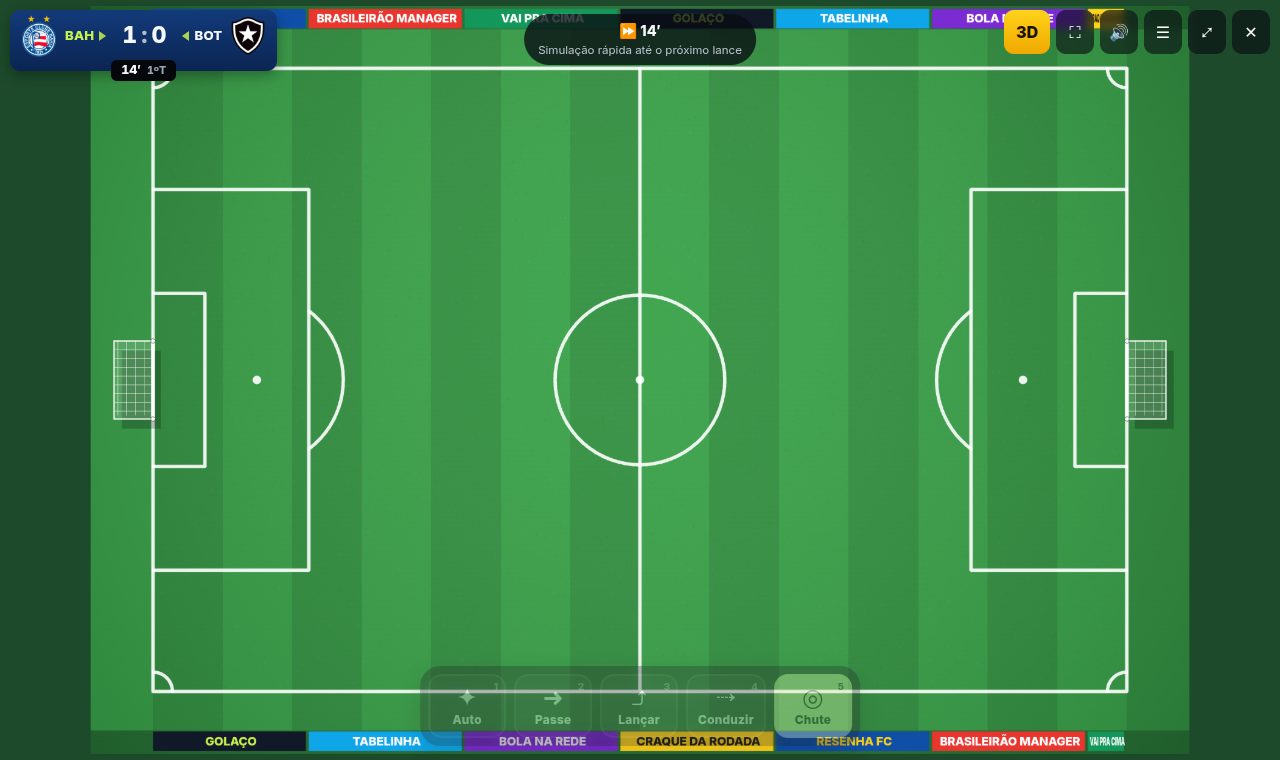 BRASILEIRÃO MANAGER
VAI PRA CIMA
GOLAÇO
TABELINHA
BAH 1:0 BOT
14' 1ºT
14'
Simulação rápida até o próximo lance
3D
1 2 3 4 5
Auto Passe Lançar Conduzir Chute
GOLAÇO
TABELINHA
BOLA NA REDE
CRAQUE DA RODADA
RESENHA FC
BRASILEIRÃO MANAGER
VAI PRA CIMA